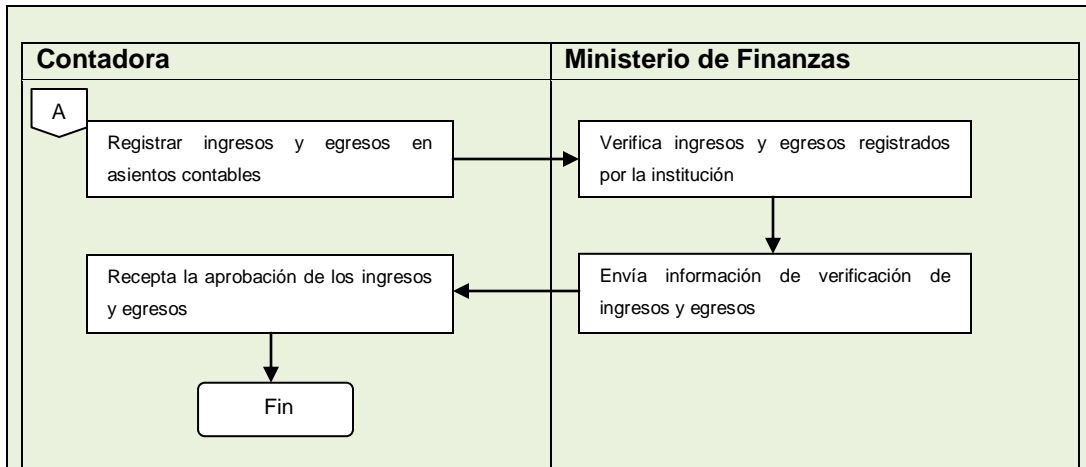 Contadora
Ministerio de Finanzas
A
Registrar ingresos y egresos en
asientos contables
Verifica ingresos y egresos registrados
por la institución
Recepta la aprobación de los ingresos
y egresos
Envía información de verificación de
ingresos y egresos
Fin